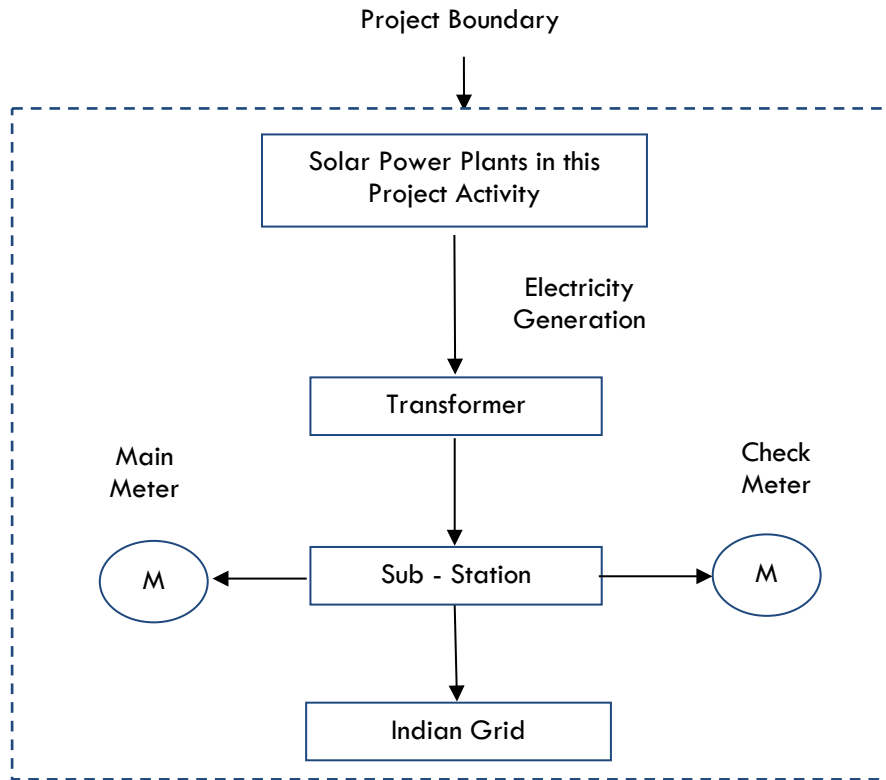 Project Boundary
Solar Power Plants in this
Project Activity
Electricity
Generation
Transformer
Main
Meter
Check
Meter
M
Sub - Station
M
Indian Grid